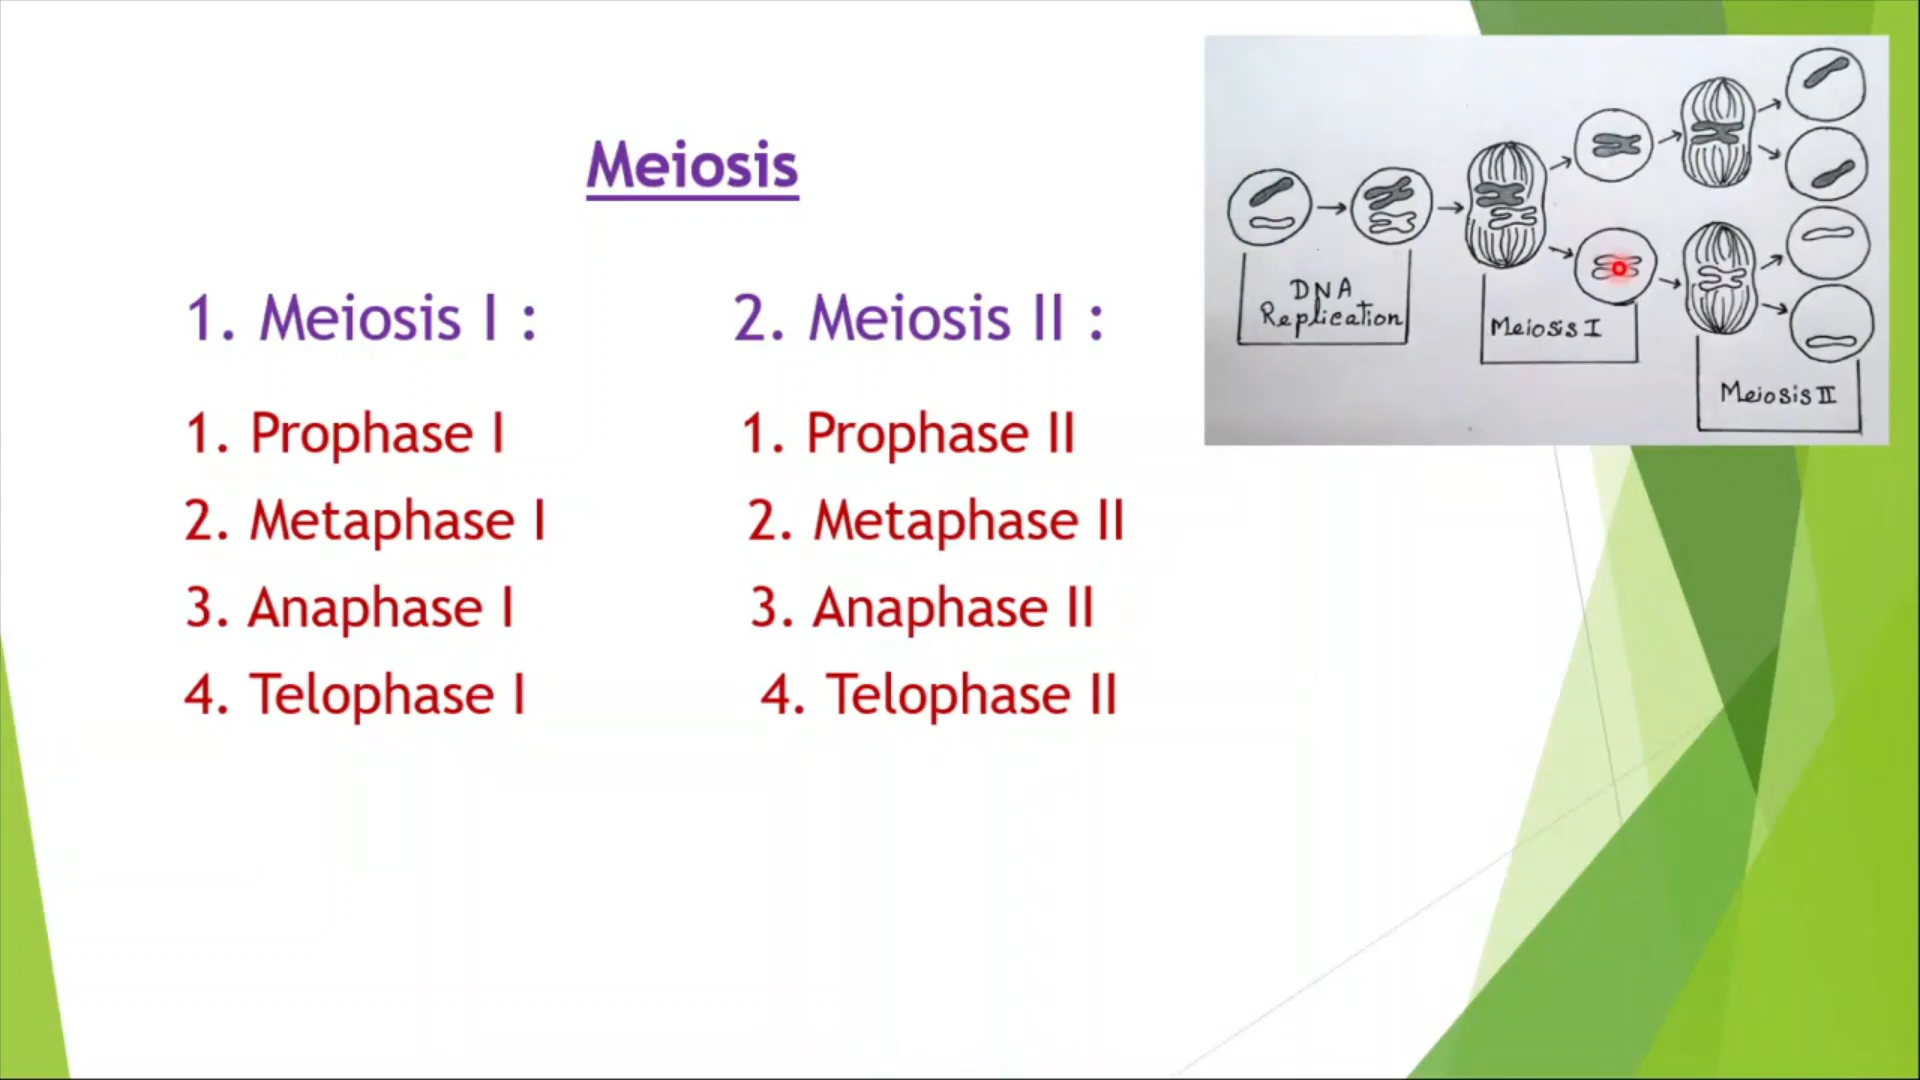 Meiosis
1. Meiosis I :
1. Prophase I
2. Metaphase I
3. Anaphase I
4. Telophase I
2. Meiosis II :
1. Prophase II
2. Metaphase II
3. Anaphase II
4. Telophase II
DNA
Replication
Meiosis I
Meiosis II